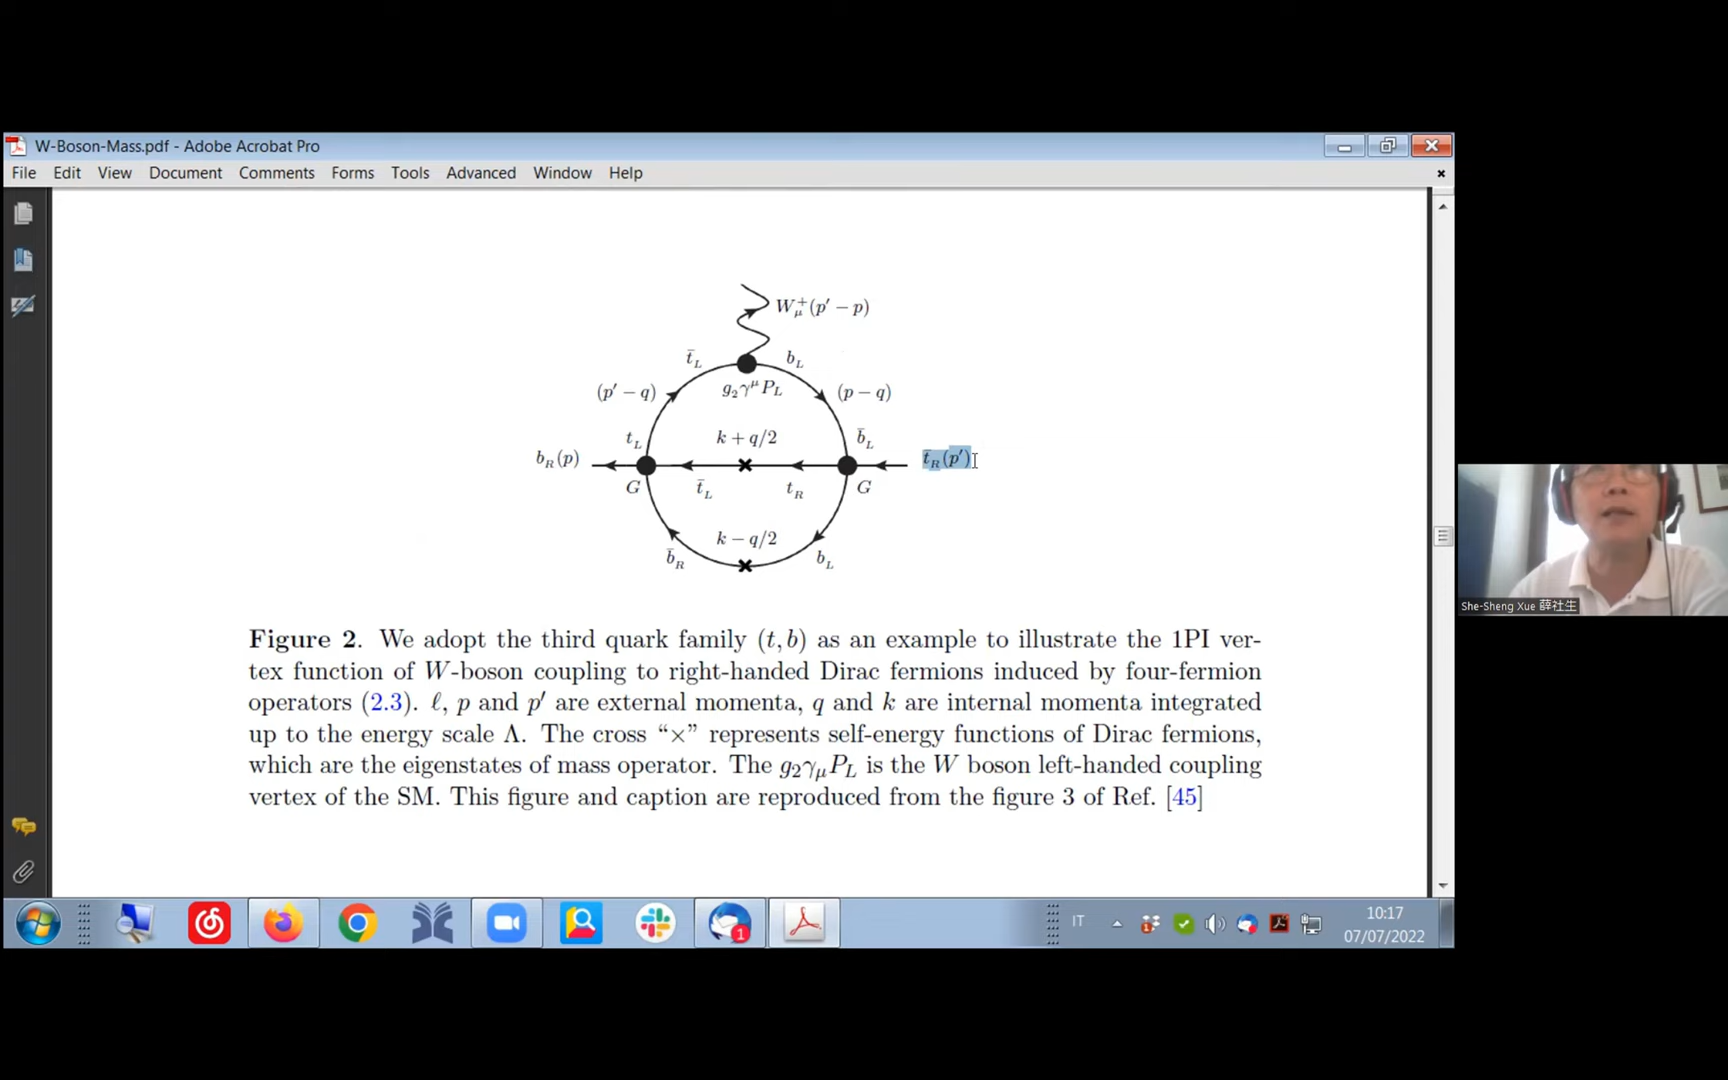 W-Boson-Mass.pdf - Adobe Acrobat Pro
File Edit View Document Comments Forms Tools Advanced Window Help
W⁺_μ(p′ − p)
t̄_L b_L
(p′ − q) g₂γ^μP_L (p − q)
t_L k + q/2 b̄_L
b_R(p) t̄_R(p′)
G t̄_L t_R G
k − q/2
b̄_R b_L
Figure 2. We adopt the third quark family (t, b) as an example to illustrate the 1PI ver-
tex function of W-boson coupling to right-handed Dirac fermions induced by four-fermion
operators (2.3). ℓ, p and p′ are external momenta, q and k are internal momenta integrated
up to the energy scale Λ. The cross “×” represents self-energy functions of Dirac fermions,
which are the eigenstates of mass operator. The g₂γ_μP_L is the W boson left-handed coupling
vertex of the SM. This figure and caption are reproduced from the figure 3 of Ref. [45]
She-Sheng Xue 薛社生
1
IT
10:17
07/07/2022